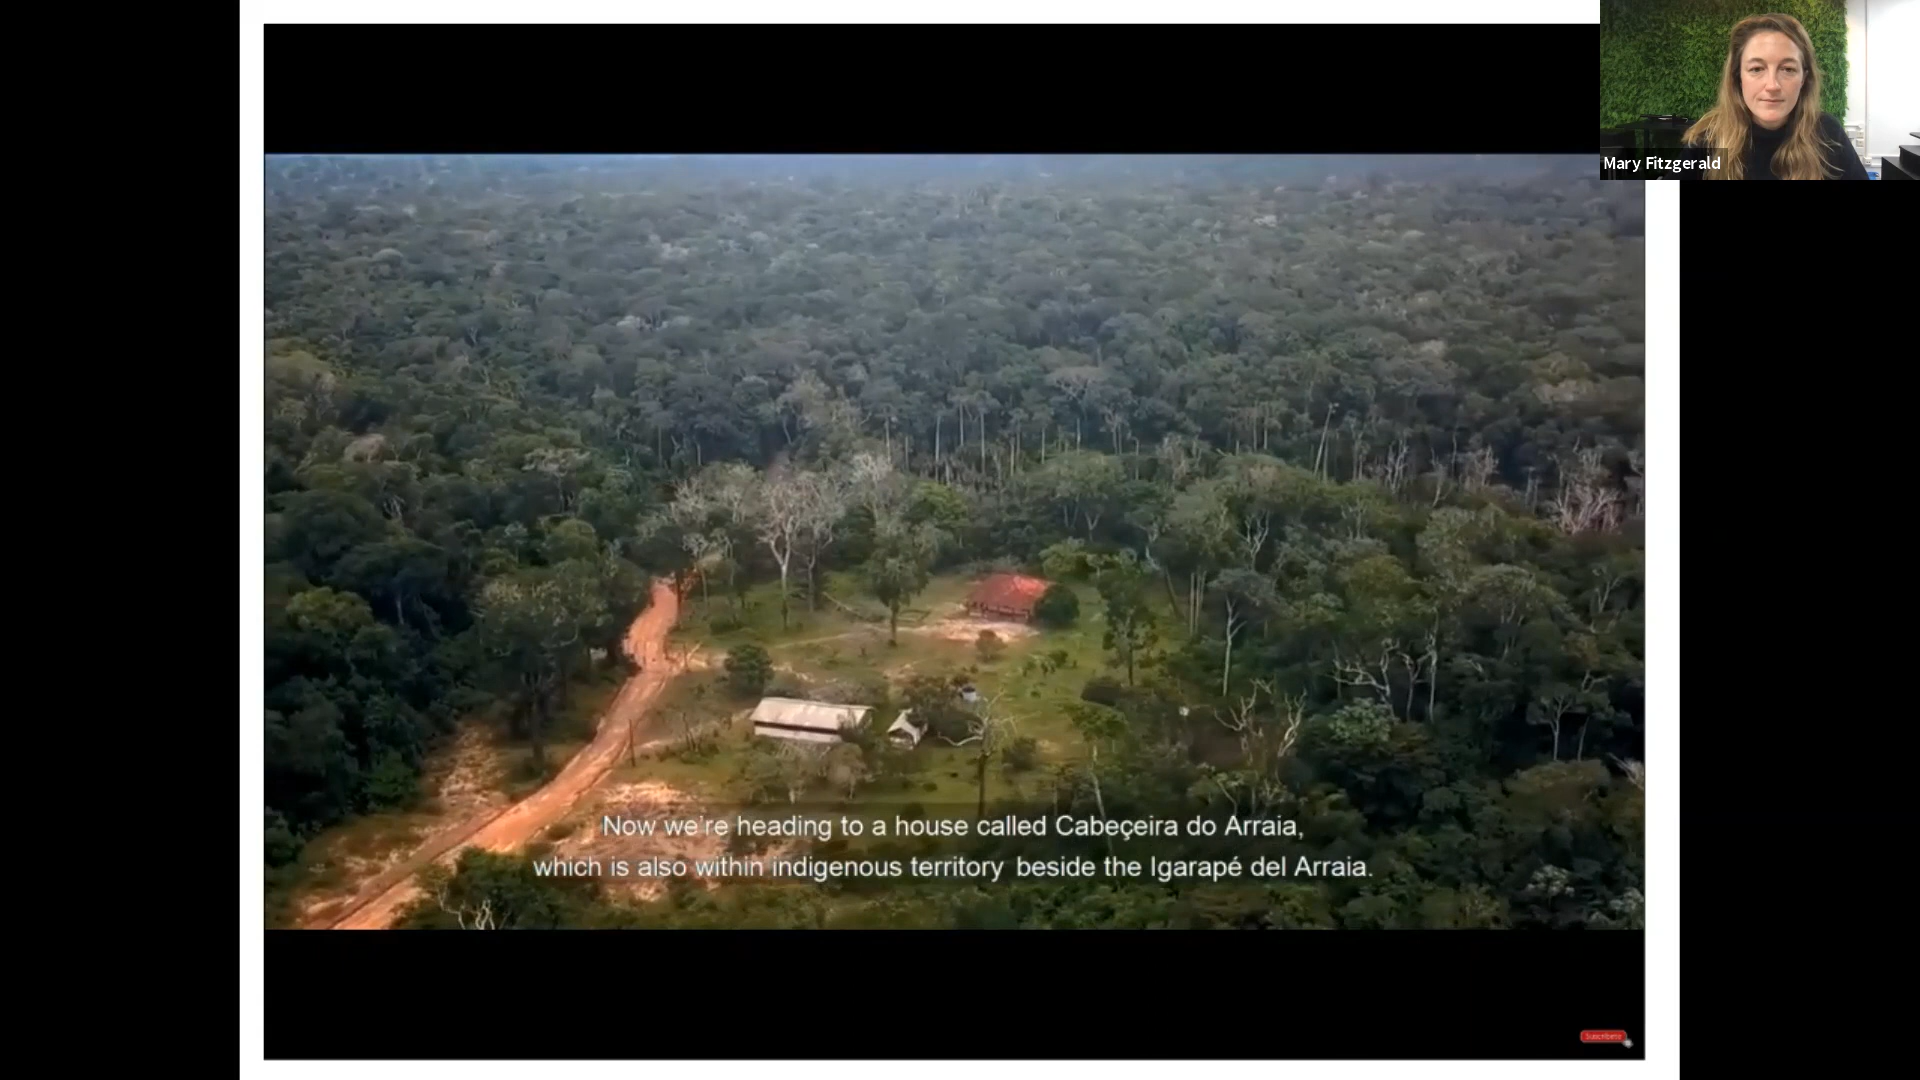 Mary Fitzgerald
Now we're heading to a house called Cabeçeira do Arraia,
which is also within indigenous territory beside the Igarapé del Arraia.
Suscríbete